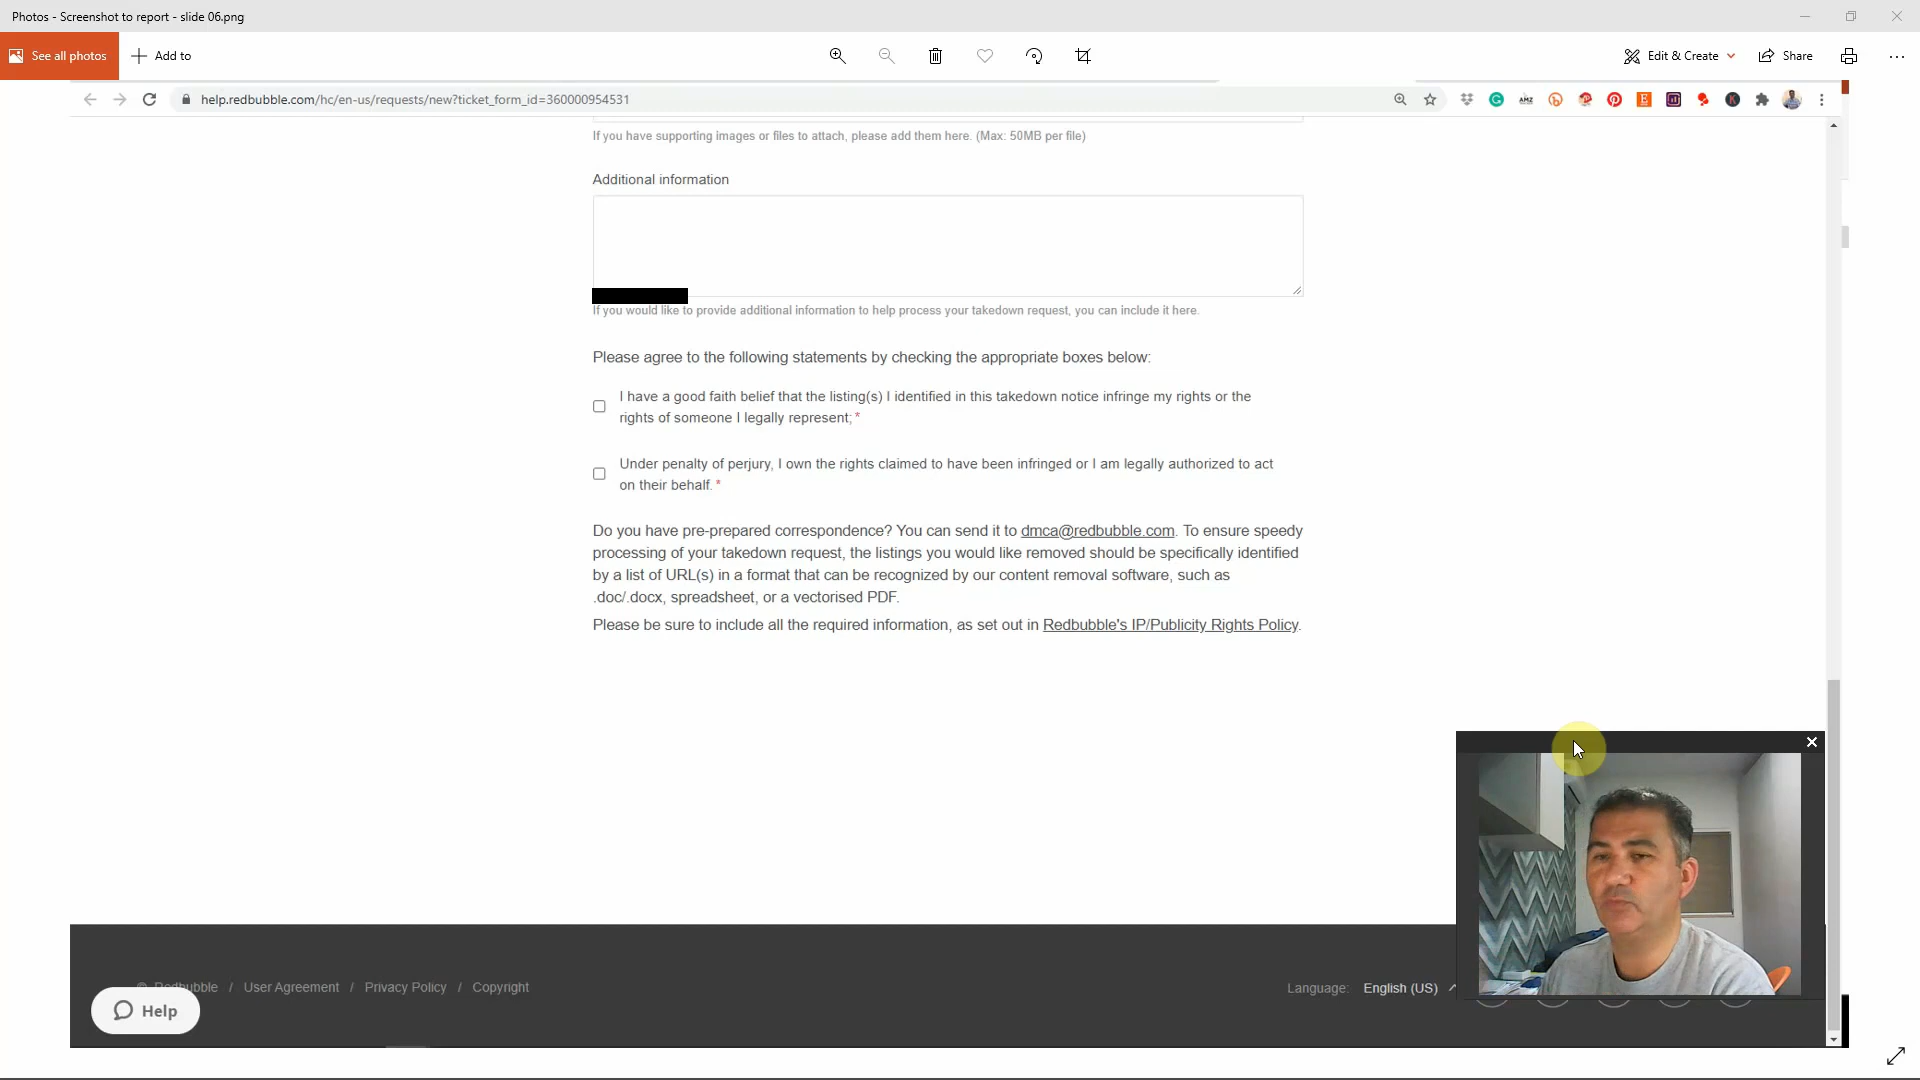 Photos - Screenshot to report - slide 06.png
See all photos
Add to
Edit & Create
Share
help.redbubble.com/hc/en-us/requests/new?ticket_form_id=360000954531
AMZ
If you have supporting images or files to attach, please add them here. (Max: 50MB per file)
Additional information
If you would like to provide additional information to help process your takedown request, you can include it here.
Please agree to the following statements by checking the appropriate boxes below:
I have a good faith belief that the listing(s) I identified in this takedown notice infringe my rights or the
rights of someone I legally represent;*
Under penalty of perjury, I own the rights claimed to have been infringed or I am legally authorized to act
on their behalf.*
Do you have pre-prepared correspondence? You can send it to dmca@redbubble.com. To ensure speedy
processing of your takedown request, the listings you would like removed should be specifically identified
by a list of URL(s) in a format that can be recognized by our content removal software, such as
.doc/.docx, spreadsheet, or a vectorised PDF.
Please be sure to include all the required information, as set out in Redbubble's IP/Publicity Rights Policy.
© Redbubble / User Agreement / Privacy Policy / Copyright
Language: English (US)
Help